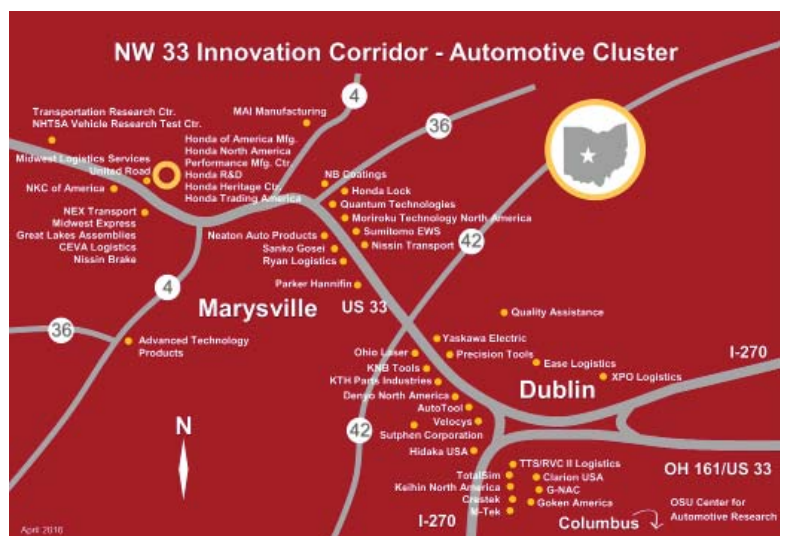 NW 33 Innovation Corridor - Automotive Cluster
4
36
Transportation Research Ctr.
NHTSA Vehicle Research Test Ctr.
MAI Manufacturing
Honda of America Mfg.
Honda North America
Performance Mfg. Ctr.
Honda R&D
Honda Heritage Ctr.
Honda Trading America
Midwest Logistics Services
United Road
NKC of America
NEX Transport
Midwest Express
Great Lakes Assemblies
CEVA Logistics
Nissin Brake
NB Coatings
Honda Lock
Quantum Technologies
Moriroku Technology North America
Sumitomo EWS
Nissin Transport
42
Neaton Auto Products
Sanko Gosei
Ryan Logistics
Parker Hannifin
4
Marysville
US 33
36
Advanced Technology
Products
Quality Assistance
Yaskawa Electric
Precision Tools
Ease Logistics
XPO Logistics
I-270
Ohio Laser
KNB Tools
KTH Parts Industries
Denyo North America
AutoTool
Velocys
Sutphen Corporation
Hidaka USA
Dublin
42
N
TTS/RVC II Logistics
TotalSim
Clarion USA
Keihin North America
G-NAC
Crestek
Goken America
M-Tek
OH 161/US 33
I-270
Columbus
OSU Center for
Automotive Research
April 2016